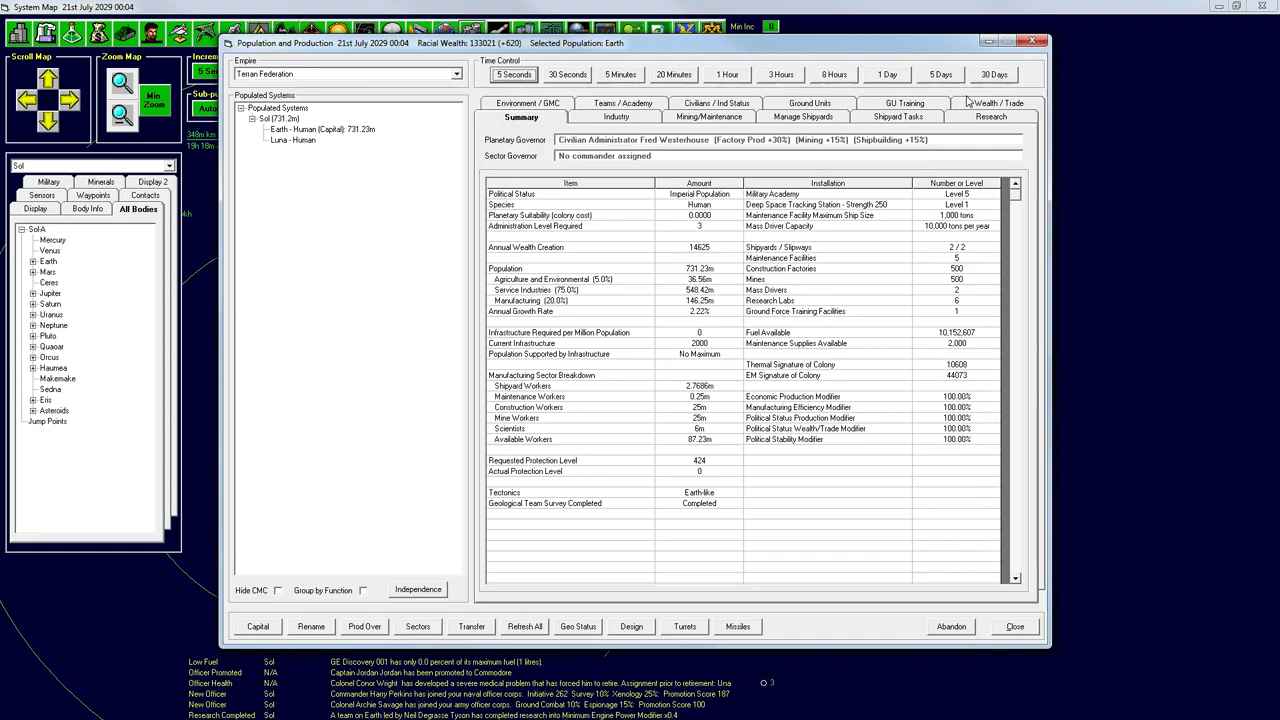 System Map    21st July 2029 00:04
Min Inc    0
Scroll Map
Zoom Map
Min
Zoom
Increm
5 Se
Sub-pu
Auto
348m km
19h 18m
Population and Production    21st July 2029 00:04    Racial Wealth: 133021 (+620)    Selected Population: Earth
Empire
Terran Federation
Time Control
5 Seconds    30 Seconds    5 Minutes    20 Minutes    1 Hour    3 Hours    8 Hours    1 Day    5 Days    30 Days
Populated Systems
Populated Systems
Sol (731.2m)
Earth - Human (Capital): 731.23m
Luna - Human
Environment / GMC    Teams / Academy    Civilians / Ind Status    Ground Units    GU Training    Wealth / Trade
Summary    Industry    Mining/Maintenance    Manage Shipyards    Shipyard Tasks    Research
Planetary Governor    Civilian Administrator Fred Westerhouse    (Factory Prod +30%)    (Mining +15%)    (Shipbuilding +15%)
Sector Governor    No commander assigned
Item    Amount    Installation    Number or Level
Political Status    Imperial Population    Military Academy    Level 5
Species    Human    Deep Space Tracking Station - Strength 250    Level 1
Planetary Suitability (colony cost)    0.0000    Maintenance Facility Maximum Ship Size    1,000 tons
Administration Level Required    3    Mass Driver Capacity    10,000 tons per year
Annual Wealth Creation    14625    Shipyards / Slipways    2 / 2
Maintenance Facilities    5
Population    731.23m    Construction Factories    500
Agriculture and Environmental (5.0%)    36.56m    Mines    500
Service Industries (75.0%)    548.42m    Mass Drivers    2
Manufacturing (20.0%)    146.25m    Research Labs    6
Annual Growth Rate    2.22%    Ground Force Training Facilities    1
Infrastructure Required per Million Population    0    Fuel Available    10,152,607
Current Infrastructure    2000    Maintenance Supplies Available    2,000
Population Supported by Infrastructure    No Maximum
Thermal Signature of Colony    10608
Manufacturing Sector Breakdown    EM Signature of Colony    44073
Shipyard Workers    2.7686m
Maintenance Workers    0.25m    Economic Production Modifier    100.00%
Construction Workers    25m    Manufacturing Efficiency Modifier    100.00%
Mine Workers    25m    Political Status Production Modifier    100.00%
Scientists    6m    Political Status Wealth/Trade Modifier    100.00%
Available Workers    87.23m    Political Stability Modifier    100.00%
Requested Protection Level    424
Actual Protection Level    0
Tectonics    Earth-like
Geological Team Survey Completed    Completed
Hide CMC    Group by Function    Independence
Capital    Rename    Prod Over    Sectors    Transfer    Refresh All    Geo Status    Design    Turrets    Missiles    Abandon    Close
Sol
Military    Minerals    Display 2
Sensors    Waypoints    Contacts
Display    Body Info    All Bodies
Sol-A
Mercury
Venus
Earth
Mars
Ceres
Jupiter
Saturn
Uranus
Neptune
Pluto
Quaoar
Orcus
Haumea
Makemake
Sedna
Eris
Asteroids
Jump Points
Low Fuel    Sol    GE Discovery 001 has only 0.0 percent of its maximum fuel (1 litres).
Officer Promoted    N/A    Captain Jordan Jordan has been promoted to Commodore
Officer Health    N/A    Colonel Conor Wright  has developed a severe medical problem that has forced him to retire. Assignment prior to retirement: Una    3
New Officer    Sol    Commander Harry Perkins has joined your naval officer corps.   Initiative 262  Survey 10%  Xenology 25%   Promotion Score 187
New Officer    Sol    Colonel Archie Savage has joined your army officer corps.   Ground Combat 10%  Espionage 15%   Promotion Score 100
Research Completed    Sol    A team on Earth led by Neil Degrasse Tyson has completed research into Minimum Engine Power Modifier x0.4